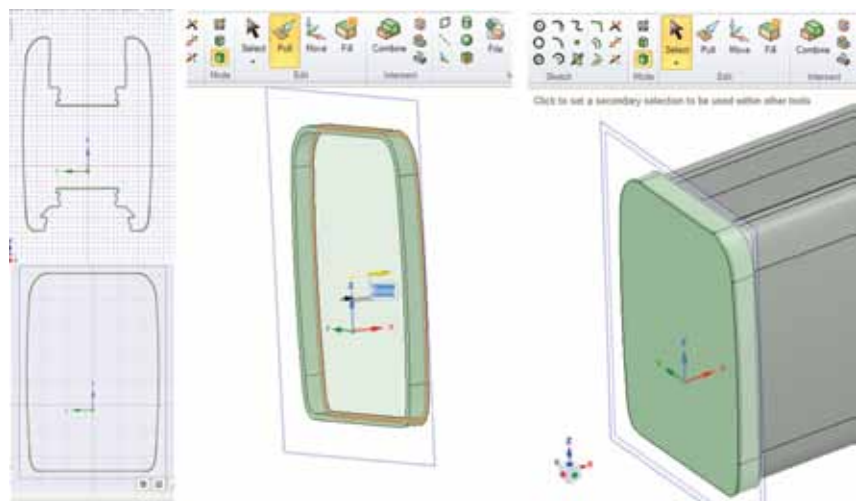 Select Pull Move Fill Combine
Mode Edit Intersect
Select Pull Move Fill Combine
Sketch Mode Edit Intersect
Click to set a secondary selection to be used within other tools
Z
Z